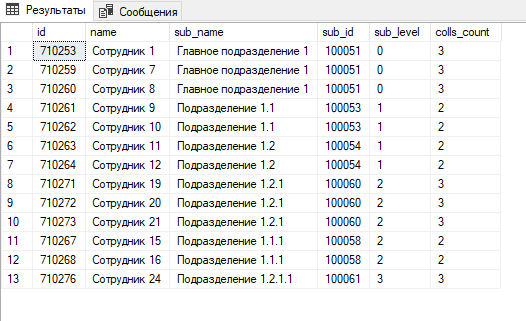 Результаты Сообщения
id name sub_name sub_id sub_level colls_count
1 710253 Сотрудник 1 Главное подразделение 1 100051 0 3
2 710259 Сотрудник 7 Главное подразделение 1 100051 0 3
3 710260 Сотрудник 8 Главное подразделение 1 100051 0 3
4 710261 Сотрудник 9 Подразделение 1.1 100053 1 2
5 710262 Сотрудник 10 Подразделение 1.1 100053 1 2
6 710263 Сотрудник 11 Подразделение 1.2 100054 1 2
7 710264 Сотрудник 12 Подразделение 1.2 100054 1 2
8 710271 Сотрудник 19 Подразделение 1.2.1 100060 2 3
9 710272 Сотрудник 20 Подразделение 1.2.1 100060 2 3
10 710273 Сотрудник 21 Подразделение 1.2.1 100060 2 3
11 710267 Сотрудник 15 Подразделение 1.1.1 100058 2 2
12 710268 Сотрудник 16 Подразделение 1.1.1 100058 2 2
13 710276 Сотрудник 24 Подразделение 1.2.1.1 100061 3 3